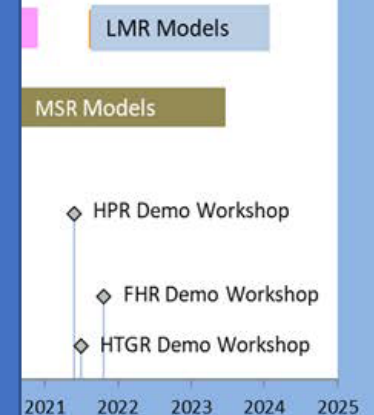 LMR Models
MSR Models
HPR Demo Workshop
FHR Demo Workshop
HTGR Demo Workshop
2021 2022 2023 2024 2025